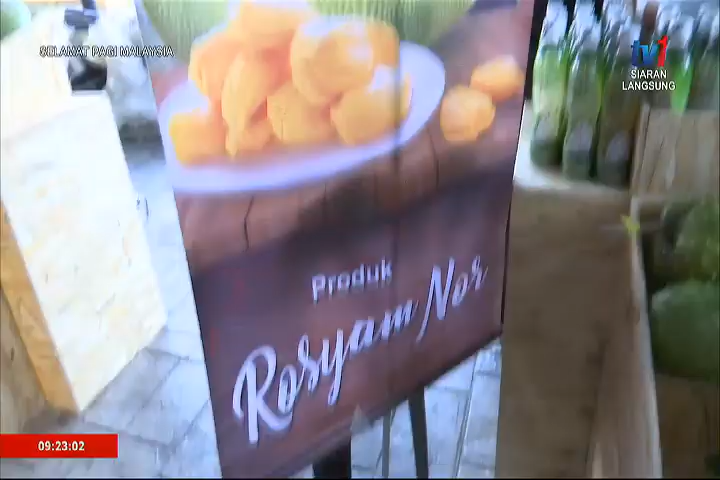 SELAMAT PAGI MALAYSIA
tv1
SIARAN
LANGSUNG
Produk
Rosyam Nor
09:23:02